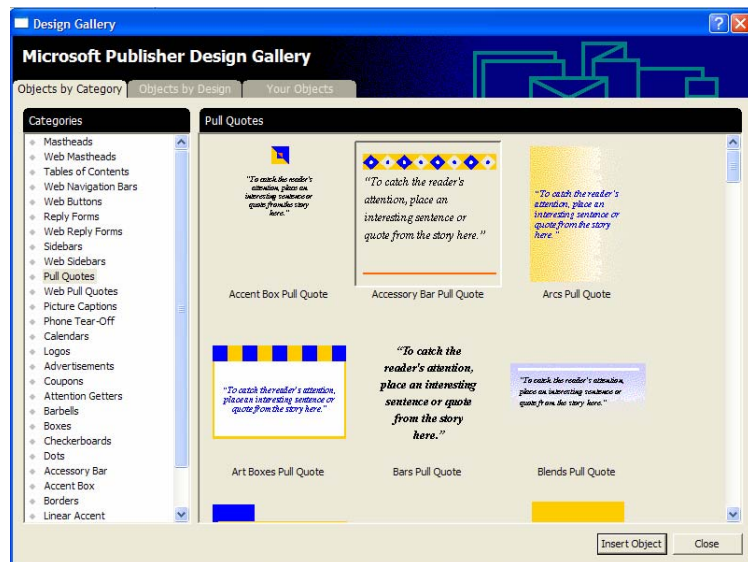 Design Gallery
Microsoft Publisher Design Gallery
Objects by Category
Objects by Design
Your Objects
Categories
Mastheads
Web Mastheads
Tables of Contents
Web Navigation Bars
Web Buttons
Reply Forms
Web Reply Forms
Sidebars
Web Sidebars
Pull Quotes
Web Pull Quotes
Picture Captions
Phone Tear-Off
Calendars
Logos
Advertisements
Coupons
Attention Getters
Barbells
Boxes
Checkerboards
Dots
Accessory Bar
Accent Box
Borders
Linear Accent
Pull Quotes
"To catch the reader's
attention, place an
interesting sentence or
quote from the story
here."
Accent Box Pull Quote
“To catch the reader's
attention, place an
interesting sentence or
quote from the story here.”
Accessory Bar Pull Quote
"To catch the reader's
attention, place an
interesting sentence or
quote from the story
here."
Arcs Pull Quote
"To catch the reader's attention,
place an interesting sentence or
quote from the story here."
Art Boxes Pull Quote
“To catch the
reader's attention,
place an interesting
sentence or quote
from the story
here.”
Bars Pull Quote
"To catch the reader's attention,
place an interesting sentence or
quote from the story here."
Blends Pull Quote
Insert Object
Close